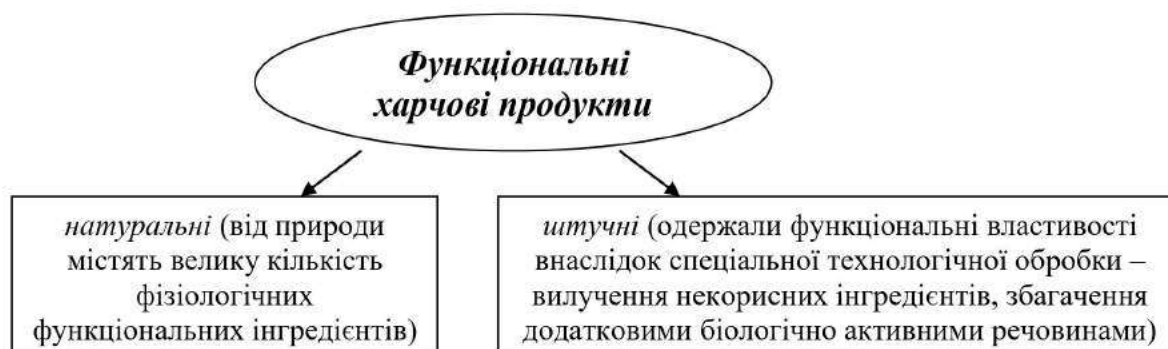 Функціональні
харчові продукти
натуральні (від природи
містять велику кількість
фізіологічних
функціональних інгредієнтів)
штучні (одержали функціональні властивості
внаслідок спеціальної технологічної обробки –
вилучення некорисних інгредієнтів, збагачення
додатковими біологічно активними речовинами)